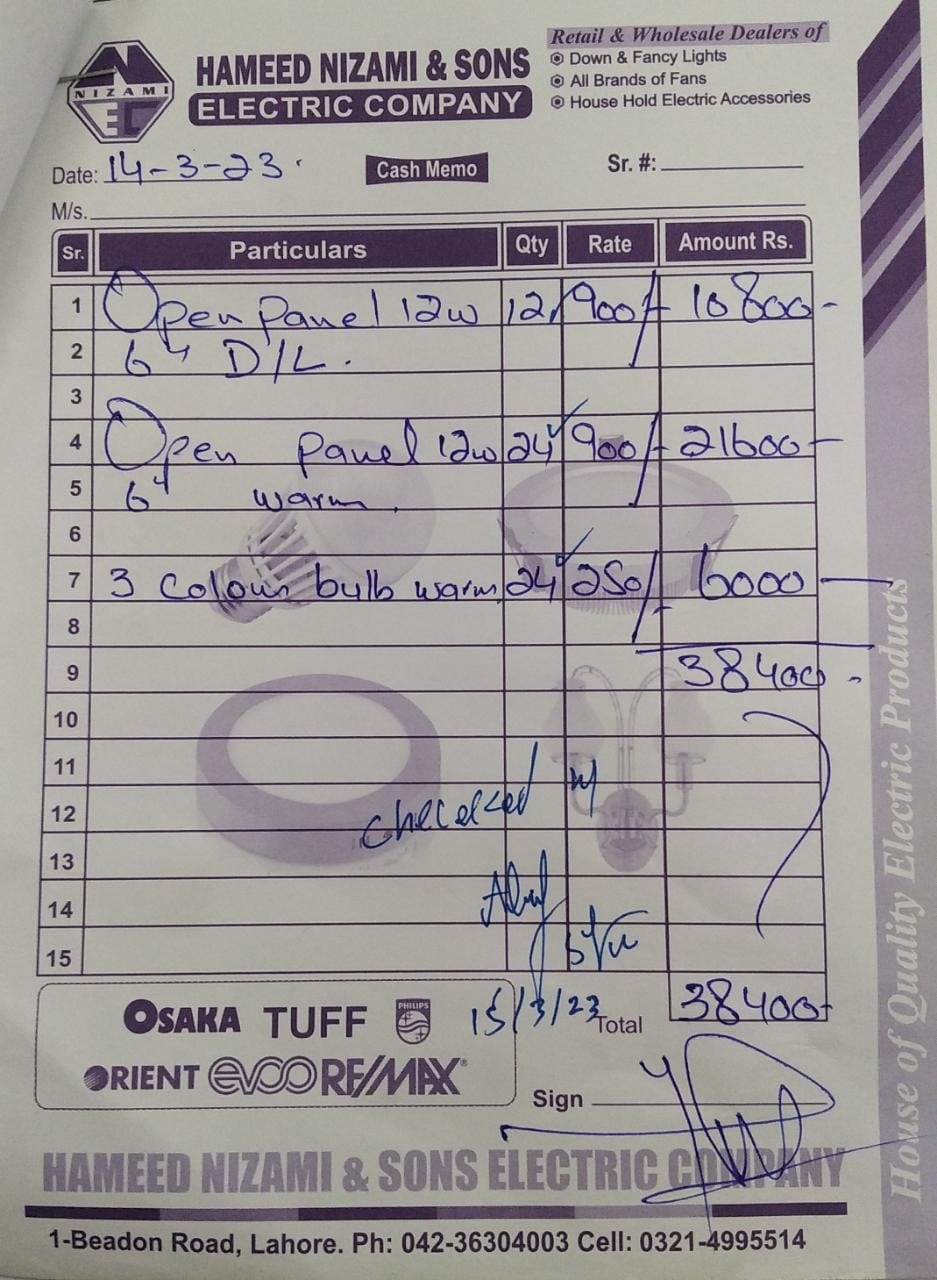 NIZAMI
HAMEED NIZAMI & SONS
ELECTRIC COMPANY
Retail & Wholesale Dealers of
Down & Fancy Lights
All Brands of Fans
House Hold Electric Accessories
Date: 14-3-23.
Cash Memo
Sr. #:
M/s.
Sr. Particulars Qty Rate Amount Rs.
1 Open panel 12w 12 900/- 10800-
2 6" D/L.
3
4 Open panel 12w 24 900/- 21600-
5 6" warm.
6
7 3 Colour bulb warm 24 250/- 6000-
8
9 38400-
10
11
12 checked
13
14
15
15/3/23
Total 38400-
OSAKA TUFF PHILIPS
ORIENT evoo RE/MAX
Sign
HAMEED NIZAMI & SONS ELECTRIC COMPANY
1-Beadon Road, Lahore. Ph: 042-36304003 Cell: 0321-4995514
House of Quality Electric Products